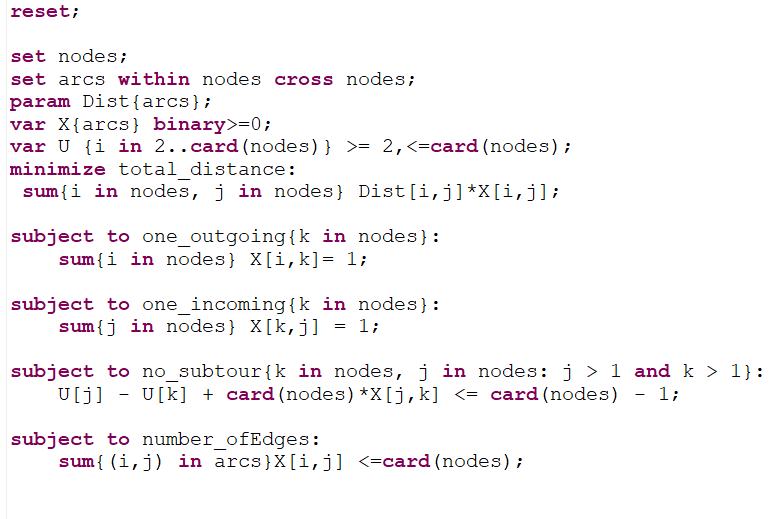 reset;
set nodes;
set arcs within nodes cross nodes;
param Dist{arcs};
var X{arcs} binary>=0;
var U {i in 2..card(nodes)} >= 2,<=card(nodes);
minimize total_distance:
sum{i in nodes, j in nodes} Dist[i,j]*X[i,j];
subject to one_outgoing{k in nodes}:
sum{i in nodes} X[i,k]= 1;
subject to one_incoming{k in nodes}:
sum{j in nodes} X[k,j] = 1;
subject to no_subtour{k in nodes, j in nodes: j > 1 and k > 1}:
U[j] - U[k] + card(nodes)*X[j,k] <= card(nodes) - 1;
subject to number_ofEdges:
sum{(i,j) in arcs}X[i,j] <=card(nodes);